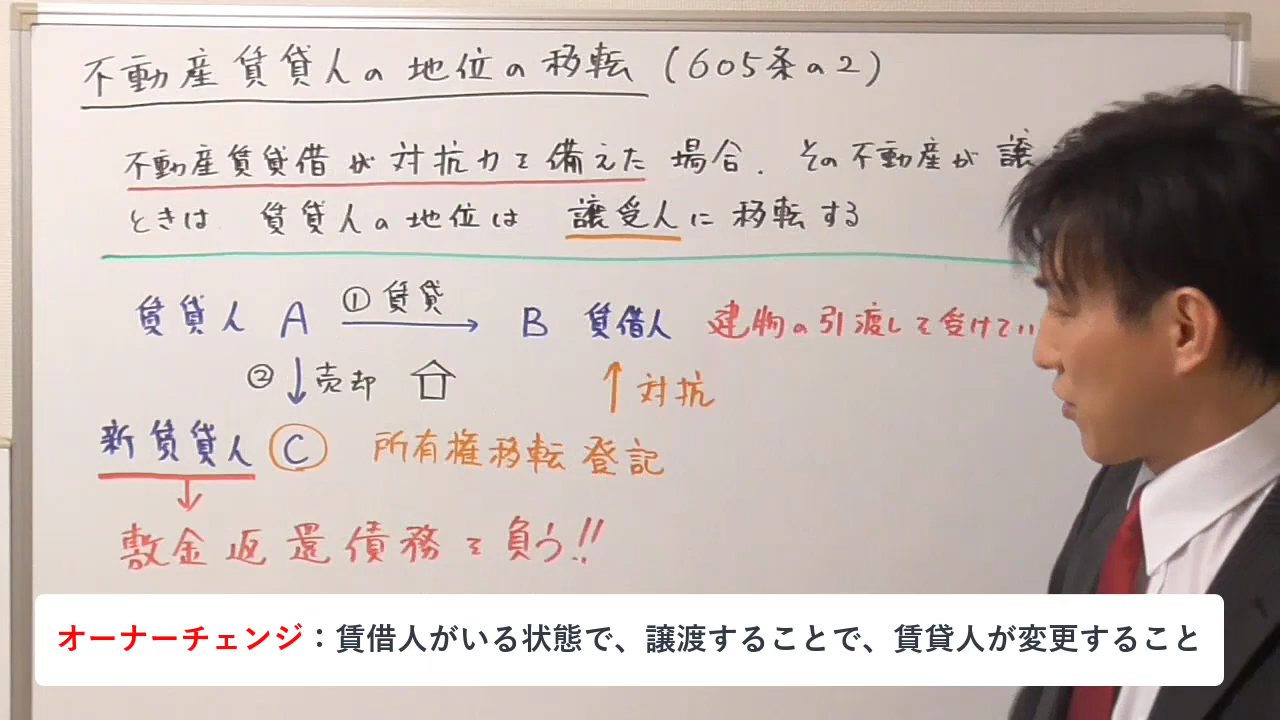 不動産賃貸人の地位の移転 (605条の2)
不動産賃貸借が対抗力を備えた場合、その不動産が譲
ときは 賃貸人の地位は 譲受人に移転する
賃貸人 A ①賃貸 B 賃借人 建物の引渡しを受けてい
②売却 対抗
新賃貸人 C 所有権移転登記
敷金返還債務を負う!!
オーナーチェンジ：賃借人がいる状態で、譲渡することで、賃貸人が変更すること